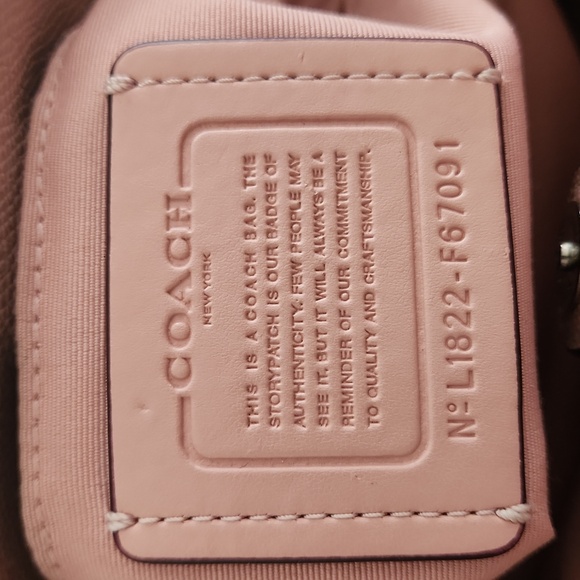 COACH
NEW YORK
THIS IS A COACH BAG. THE
STORYPATCH IS OUR BADGE OF
AUTHENTICITY. FEW PEOPLE MAY
SEE IT, BUT IT WILL ALWAYS BE A
REMINDER OF OUR COMMITMENT
TO QUALITY AND CRAFTSMANSHIP.
Nº L1822-F67091